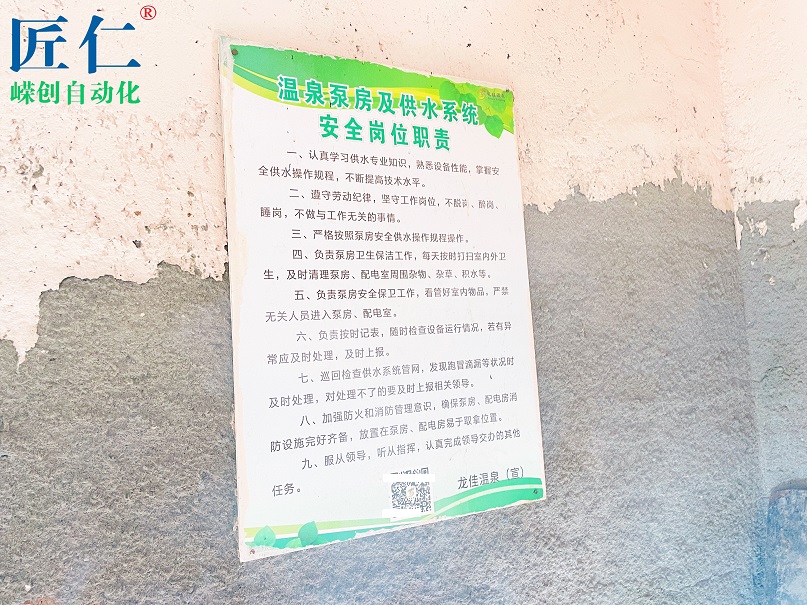 匠仁®
嵘创自动化
温泉泵房及供水系统
安全岗位职责
一、认真学习供水专业知识，熟悉设备性能，掌握安
全供水操作规程，不断提高技术水平。
二、遵守劳动纪律，坚守工作岗位，不脱岗、醉岗、
睡岗，不做与工作无关的事情。
三、严格按照泵房安全供水操作规程操作。
四、负责泵房卫生保洁工作，每天按时打扫室内外卫
生，及时清理泵房、配电室周围杂物、杂草、积水等。
五、负责泵房安全保卫工作，看管好室内物品，严禁
无关人员进入泵房、配电室。
六、负责按时记表，随时检查设备运行情况，若有异
常应及时处理，及时上报。
七、巡回检查供水系统管网，发现跑冒滴漏等状况时
及时处理，对处理不了的要及时上报相关领导。
八、加强防火和消防管理意识，确保泵房、配电房消
防设施完好齐备，放置在泵房、配电房易于取拿位置。
九、服从领导，听从指挥，认真完成领导交办的其他
任务。
龙佳温泉（宣）